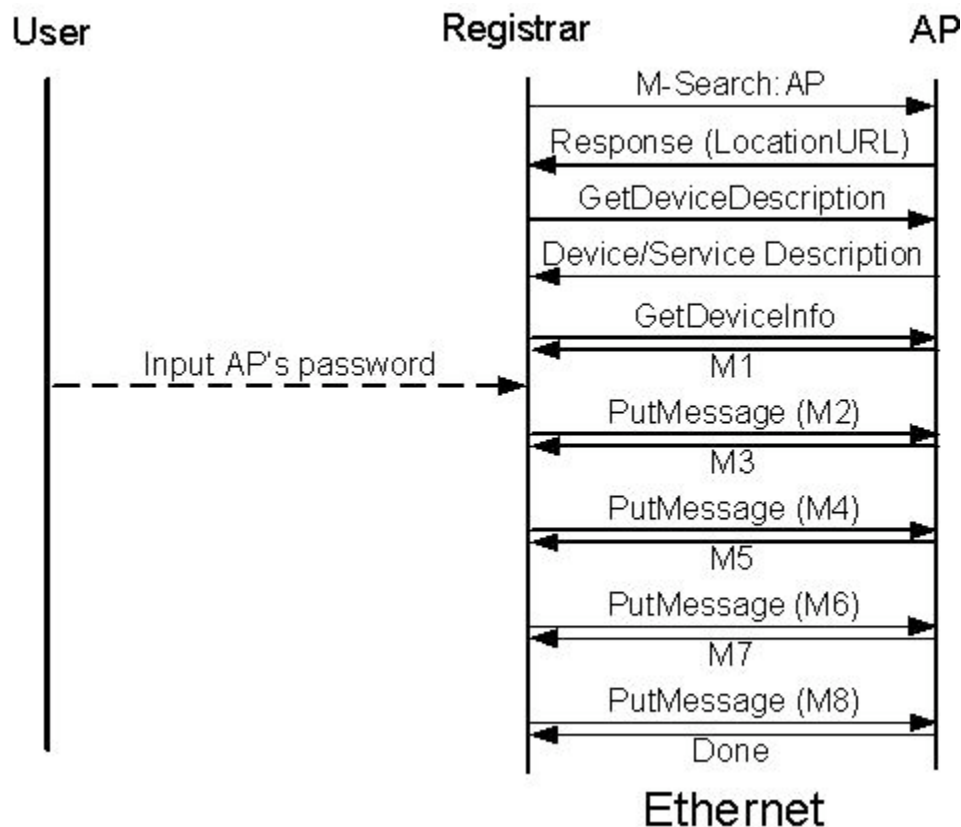 User
Registrar
AP
M-Search: AP
Response (LocationURL)
GetDeviceDescription
Device/Service Description
GetDeviceInfo
M1
Input AP's password
PutMessage (M2)
M3
PutMessage (M4)
M5
PutMessage (M6)
M7
PutMessage (M8)
Done
Ethernet